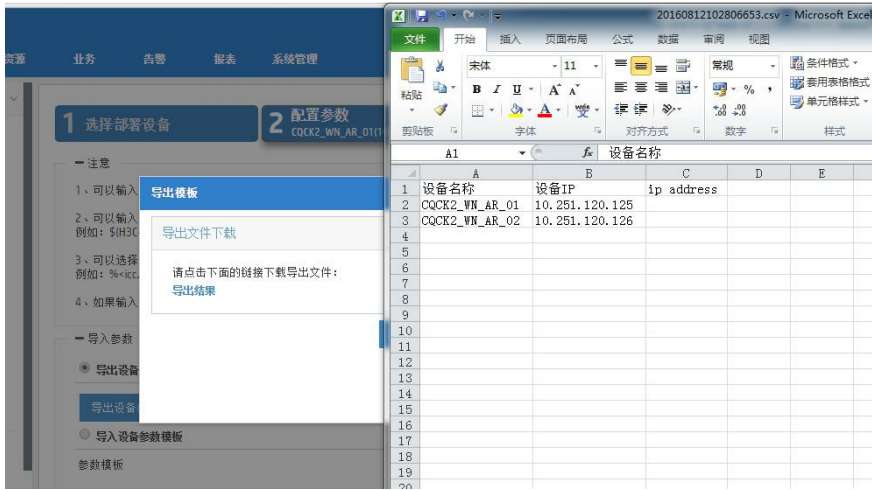 资源 业务 告警 报表 系统管理
1 选择部署设备
2 配置参数
CQCK2_WN_AR_01(1
注意
1、可以输入
2、可以输入
例如：$(H3C
3、可以选择
例如：%<icc.
4、如果输入
导入参数
导出设备
导出设备
导入设备参数模板
参数模板
导出模板
导出文件下载
请点击下面的链接下载导出文件：
导出结果
20160812102806653.csv - Microsoft Excel
文件 开始 插入 页面布局 公式 数据 审阅 视图
粘贴
宋体 11
B I U A A
常规
% ,
条件格式
套用表格格式
单元格样式
剪贴板 字体 对齐方式 数字 样式
A1 fx 设备名称
A B C D E
1 设备名称 设备IP ip address
2 CQCK2_WN_AR_01 10.251.120.125
3 CQCK2_WN_AR_02 10.251.120.126
4
5
6
7
8
9
10
11
12
13
14
15
16
17
18
19
20